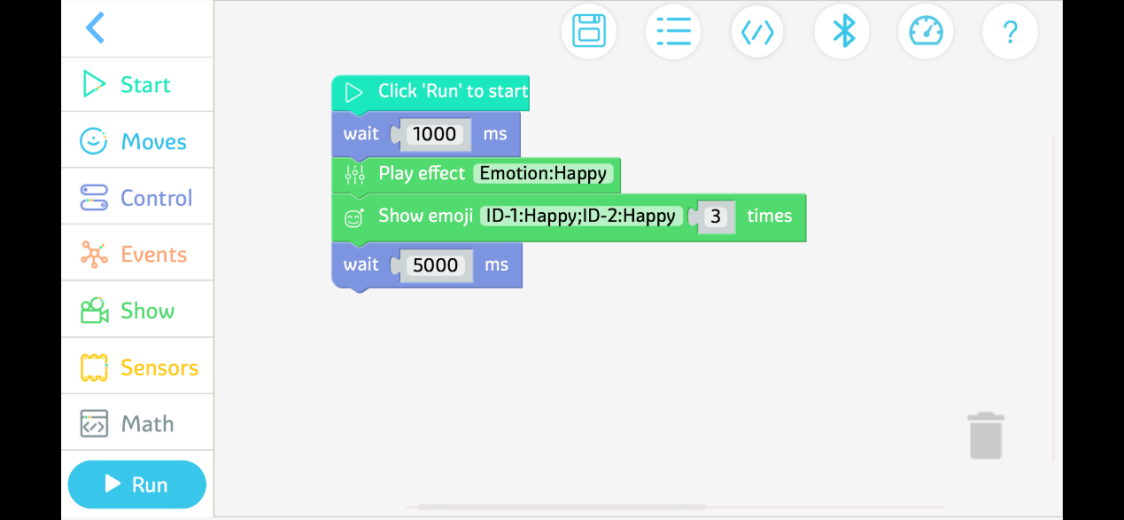 Start
Moves
Control
Events
Show
Sensors
Math
Run
?
Click 'Run' to start
wait 1000 ms
Play effect Emotion:Happy
Show emoji ID-1:Happy;ID-2:Happy 3 times
wait 5000 ms